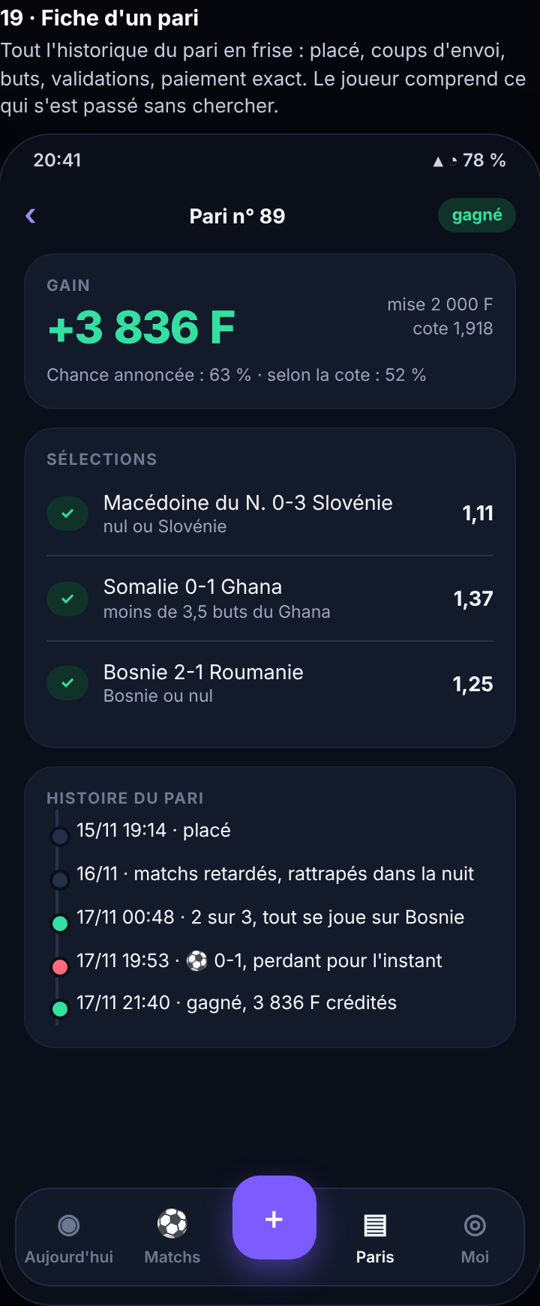 19 · Fiche d'un pari
Tout l'historique du pari en frise : placé, coups d'envoi,
buts, validations, paiement exact. Le joueur comprend ce
qui s'est passé sans chercher.
20:41
78 %
‹
Pari n° 89
gagné
GAIN
+3 836 F
mise 2 000 F
cote 1,918
Chance annoncée : 63 % · selon la cote : 52 %
SÉLECTIONS
✓
Macédoine du N. 0-3 Slovénie
1,11
nul ou Slovénie
✓
Somalie 0-1 Ghana
1,37
moins de 3,5 buts du Ghana
✓
Bosnie 2-1 Roumanie
1,25
Bosnie ou nul
HISTOIRE DU PARI
15/11 19:14 · placé
16/11 · matchs retardés, rattrapés dans la nuit
17/11 00:48 · 2 sur 3, tout se joue sur Bosnie
17/11 19:53 · ⚽ 0-1, perdant pour l'instant
17/11 21:40 · gagné, 3 836 F crédités
+
Aujourd'hui
Matchs
Paris
Moi